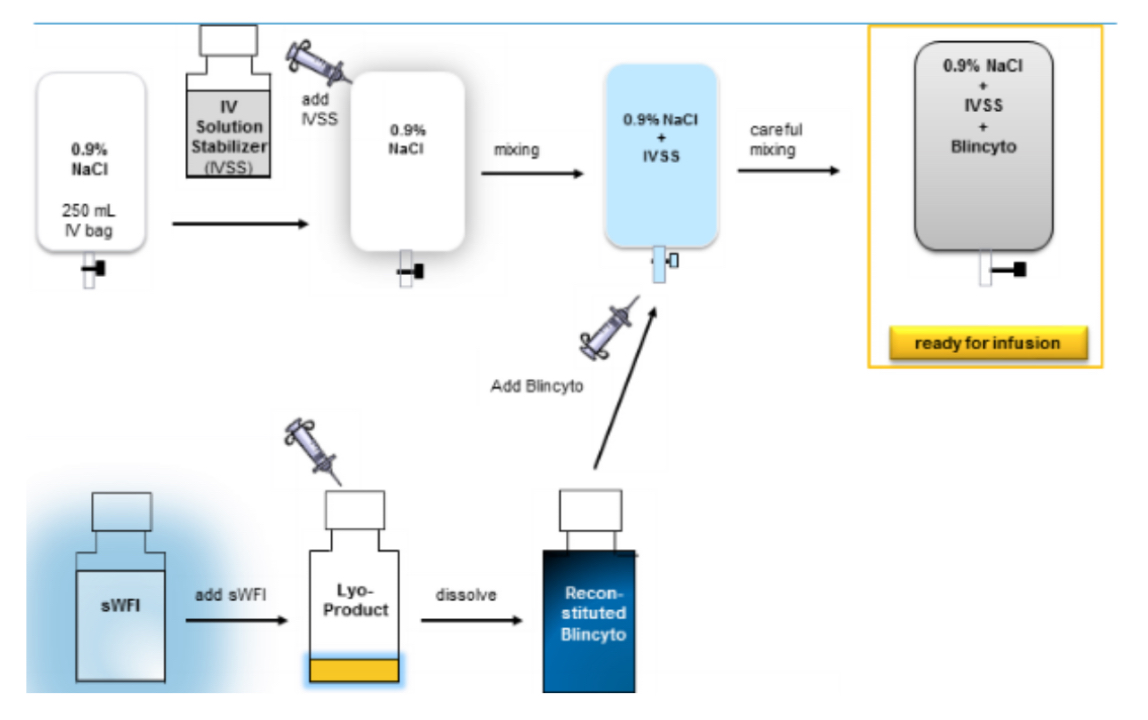 0.9%
NaCl
250 mL
IV bag
IV
Solution
Stabilizer
(IVSS)
add
IVSS
0.9%
NaCl
mixing
0.9% NaCl
+
IVSS
careful
mixing
0.9% NaCl
+
IVSS
+
Blincyto
ready for infusion
Add Blincyto
sWFI
add sWFI
Lyo-
Product
dissolve
Recon-
stituted
Blincyto